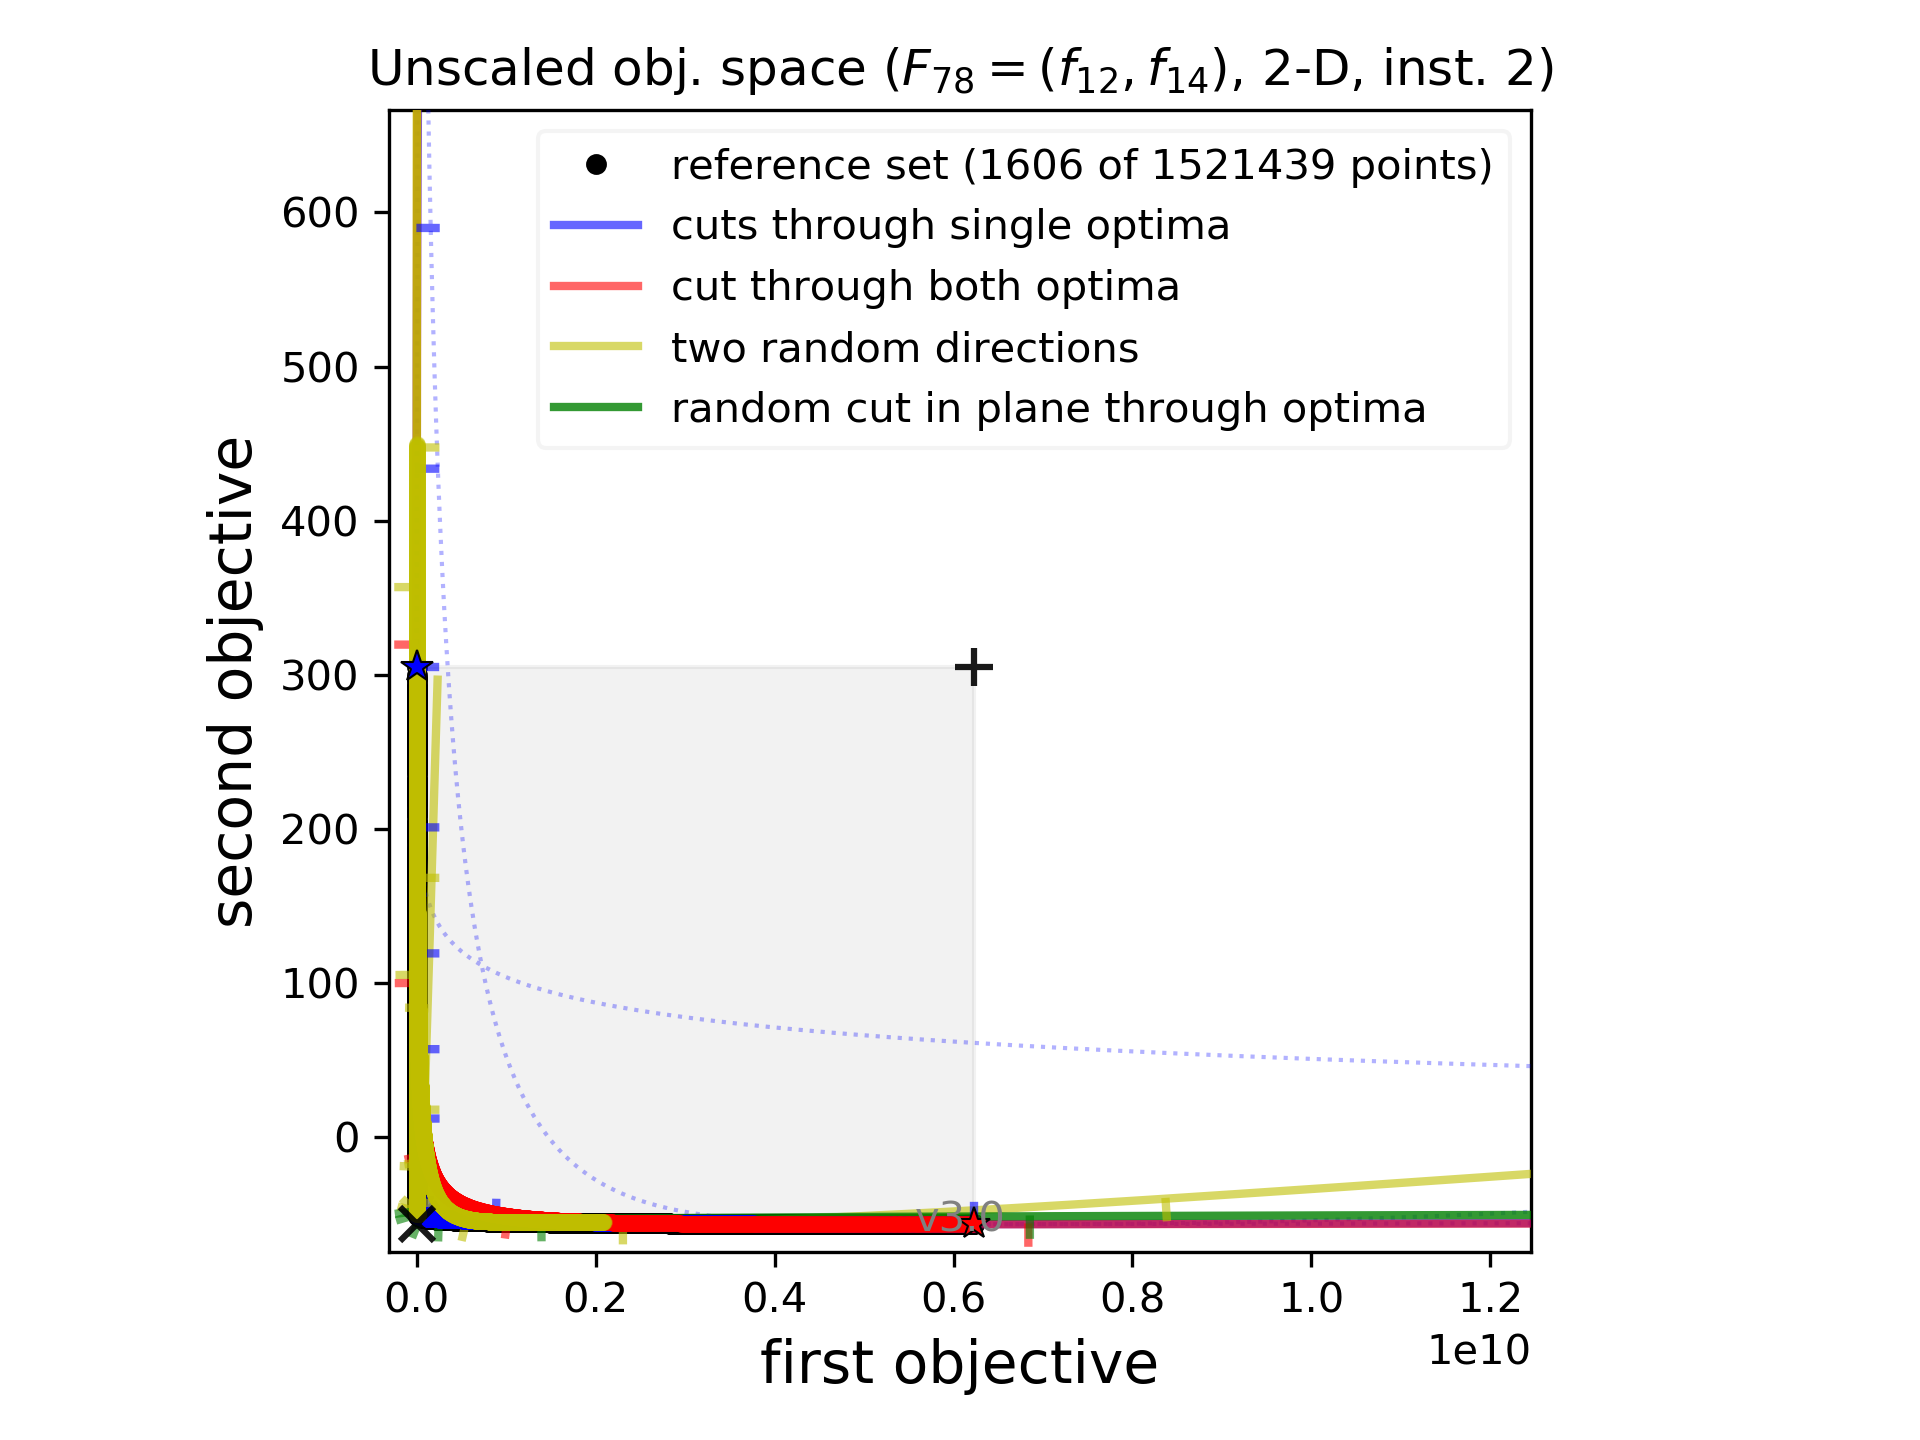 Unscaled obj. space (F₇₈ = (f₁₂, f₁₄), 2-D, inst. 2)
reference set (1606 of 1521439 points)
cuts through single optima
cut through both optima
two random directions
random cut in plane through optima
600
500
400
300
200
100
0
second objective
v3.0
0.0 0.2 0.4 0.6 0.8 1.0 1.2
1e10
first objective